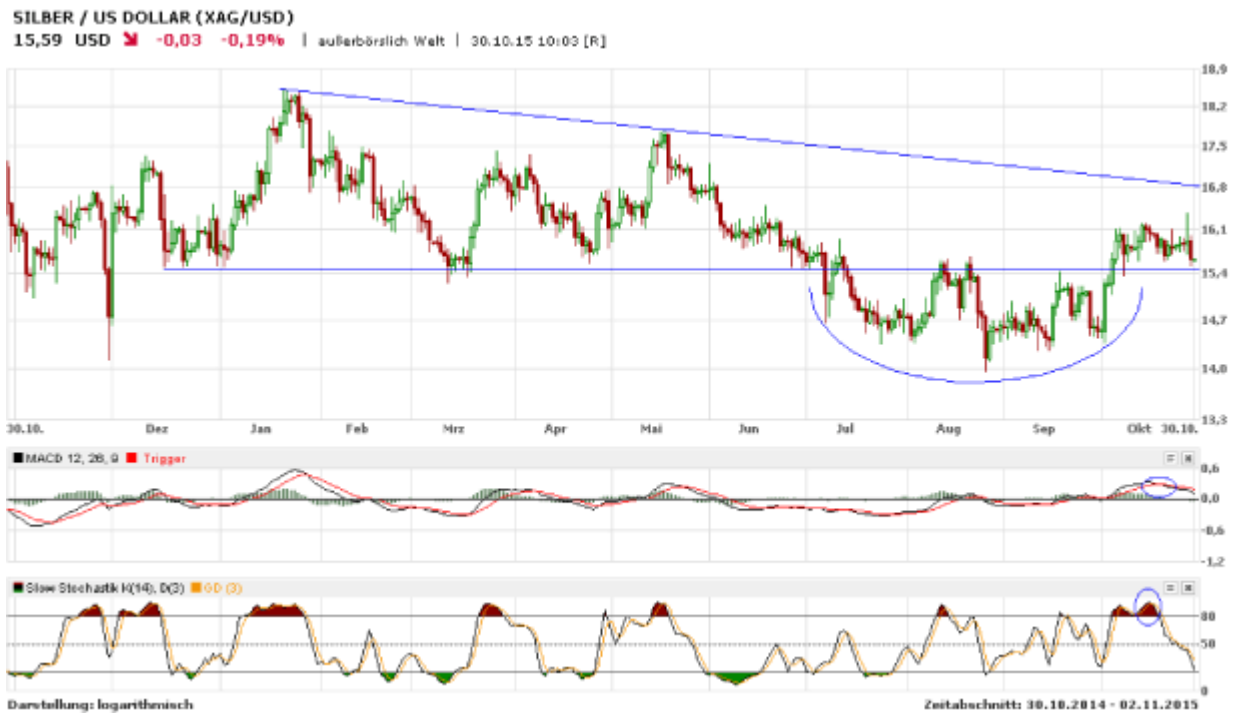 SILBER / US DOLLAR (XAG/USD)
15,59 USD -0,03 -0,19% | außerbörslich Welt | 30.10.15 10:03 [R]
18,9
18,2
17,5
16,8
16,1
15,4
14,7
14,0
13,3
30.10. Dez Jan Feb Mrz Apr Mai Jun Jul Aug Sep Okt 30.10.
MACD 12, 26, 9 Trigger
0,6
0,0
-0,6
-1,2
Slow Stochastik K(14), D(3) GD (3)
80
50
0
Darstellung: logarithmisch Zeitabschnitt: 30.10.2014 - 02.11.2015